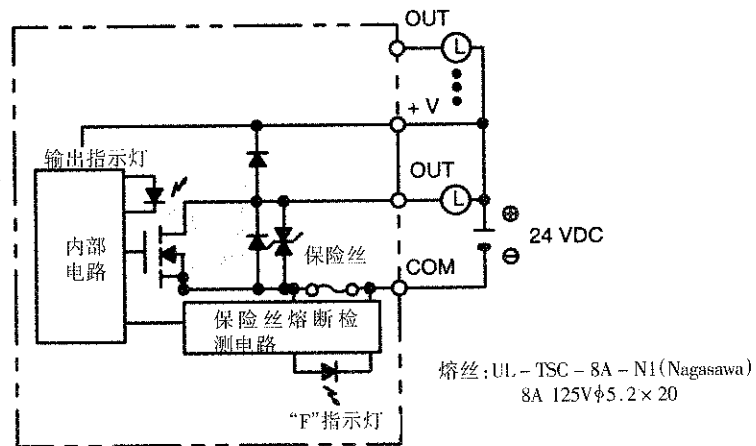 OUT
L
+ V
输出指示灯
OUT
L
⊕
24 VDC
⊖
内部
电路
保险丝
COM
保险丝熔断检
测电路
“F”指示灯
熔丝:UL-TSC-8A-N1(Nagasawa)
8A 125Vφ5.2×20